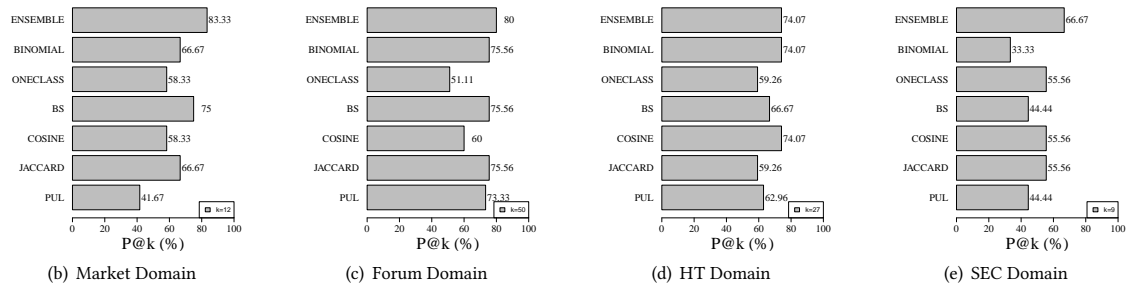 ENSEMBLE 83.33
BINOMIAL 66.67
ONECLASS 58.33
BS 75
COSINE 58.33
JACCARD 66.67
PUL 41.67
k=12
0 20 40 60 80 100
P@k (%)
(b) Market Domain
ENSEMBLE 80
BINOMIAL 75.56
ONECLASS 51.11
BS 75.56
COSINE 60
JACCARD 75.56
PUL 73.33
k=50
0 20 40 60 80 100
P@k (%)
(c) Forum Domain
ENSEMBLE 74.07
BINOMIAL 74.07
ONECLASS 59.26
BS 66.67
COSINE 74.07
JACCARD 59.26
PUL 62.96
k=27
0 20 40 60 80 100
P@k (%)
(d) HT Domain
ENSEMBLE 66.67
BINOMIAL 33.33
ONECLASS 55.56
BS 44.44
COSINE 55.56
JACCARD 55.56
PUL 44.44
k=9
0 20 40 60 80 100
P@k (%)
(e) SEC Domain